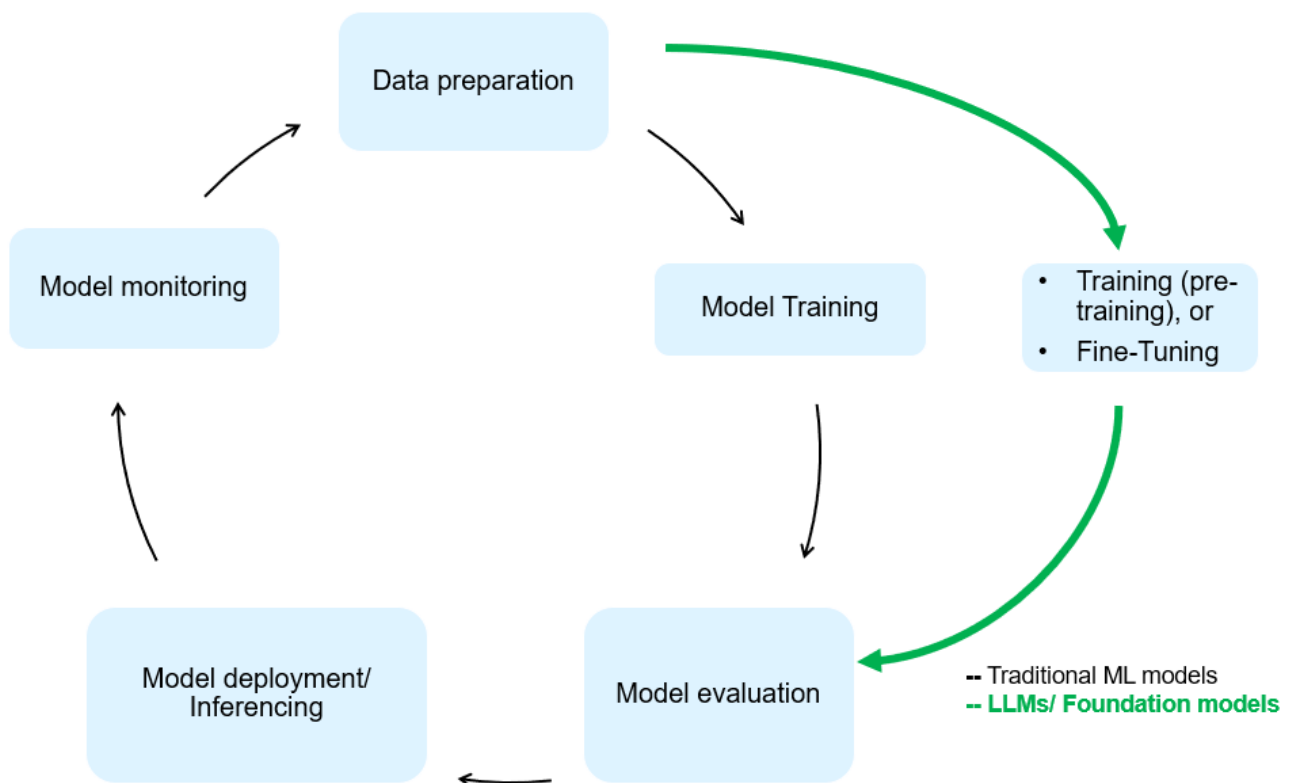 Data preparation
Model monitoring
Model Training
• Training (pre-
training), or
• Fine-Tuning
Model deployment/
Inferencing
Model evaluation
-- Traditional ML models
-- LLMs/ Foundation models